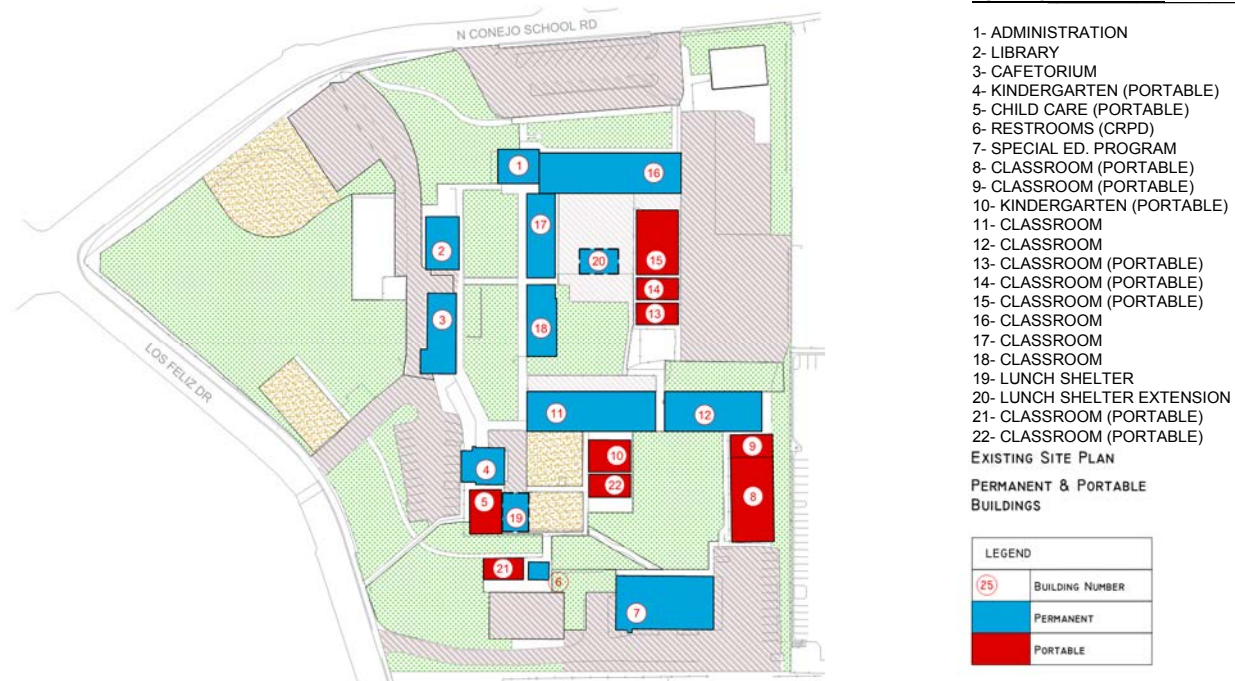 N CONEJO SCHOOL RD
LOS FELIZ DR
1
16
17
2
20
15
14
13
3
18
11
12
9
10
4
22
8
5
19
21
6
7
1- ADMINISTRATION
2- LIBRARY
3- CAFETORIUM
4- KINDERGARTEN (PORTABLE)
5- CHILD CARE (PORTABLE)
6- RESTROOMS (CRPD)
7- SPECIAL ED. PROGRAM
8- CLASSROOM (PORTABLE)
9- CLASSROOM (PORTABLE)
10- KINDERGARTEN (PORTABLE)
11- CLASSROOM
12- CLASSROOM
13- CLASSROOM (PORTABLE)
14- CLASSROOM (PORTABLE)
15- CLASSROOM (PORTABLE)
16- CLASSROOM
17- CLASSROOM
18- CLASSROOM
19- LUNCH SHELTER
20- LUNCH SHELTER EXTENSION
21- CLASSROOM (PORTABLE)
22- CLASSROOM (PORTABLE)
EXISTING SITE PLAN
PERMANENT & PORTABLE
BUILDINGS
LEGEND
25 BUILDING NUMBER
PERMANENT
PORTABLE